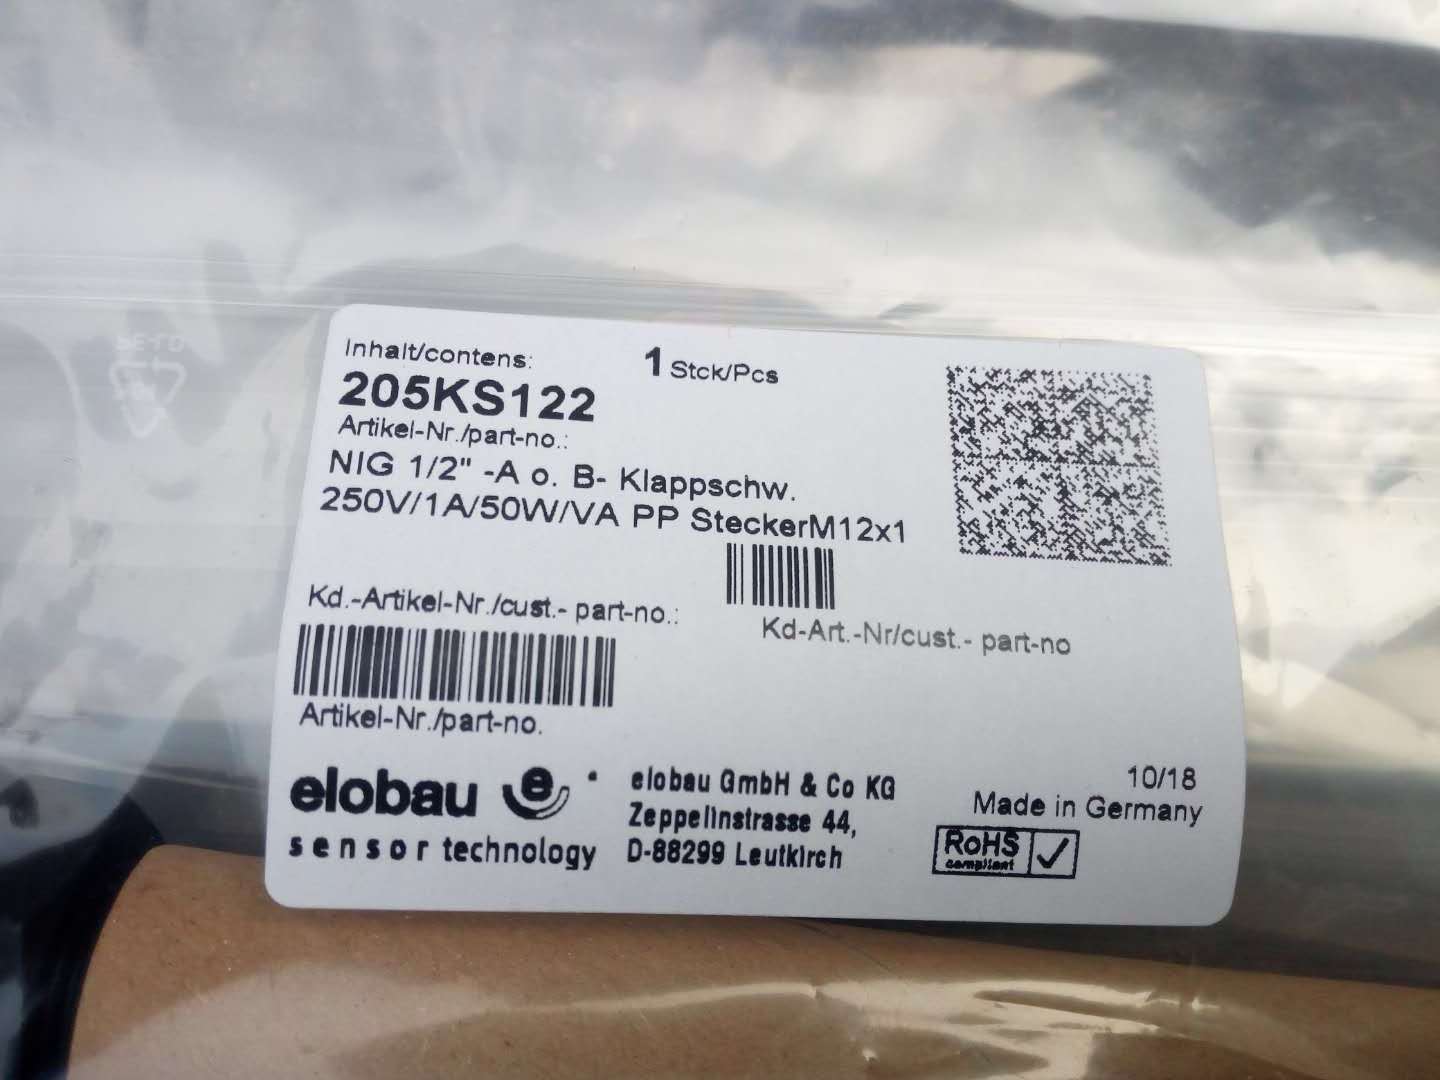 Inhalt/contens: 1 Stck/Pcs
205KS122
Artikel-Nr./part-no.:
NIG 1/2" -A o. B- Klappschw.
250V/1A/50W/VA PP SteckerM12x1
Kd.-Artikel-Nr./cust.- part-no.:
Kd-Art.-Nr/cust.- part-no
Artikel-Nr./part-no.
elobau e
sensor technology
elobau GmbH & Co KG
Zeppelinstrasse 44,
D-88299 Leutkirch
10/18
Made in Germany
RoHS
compliant